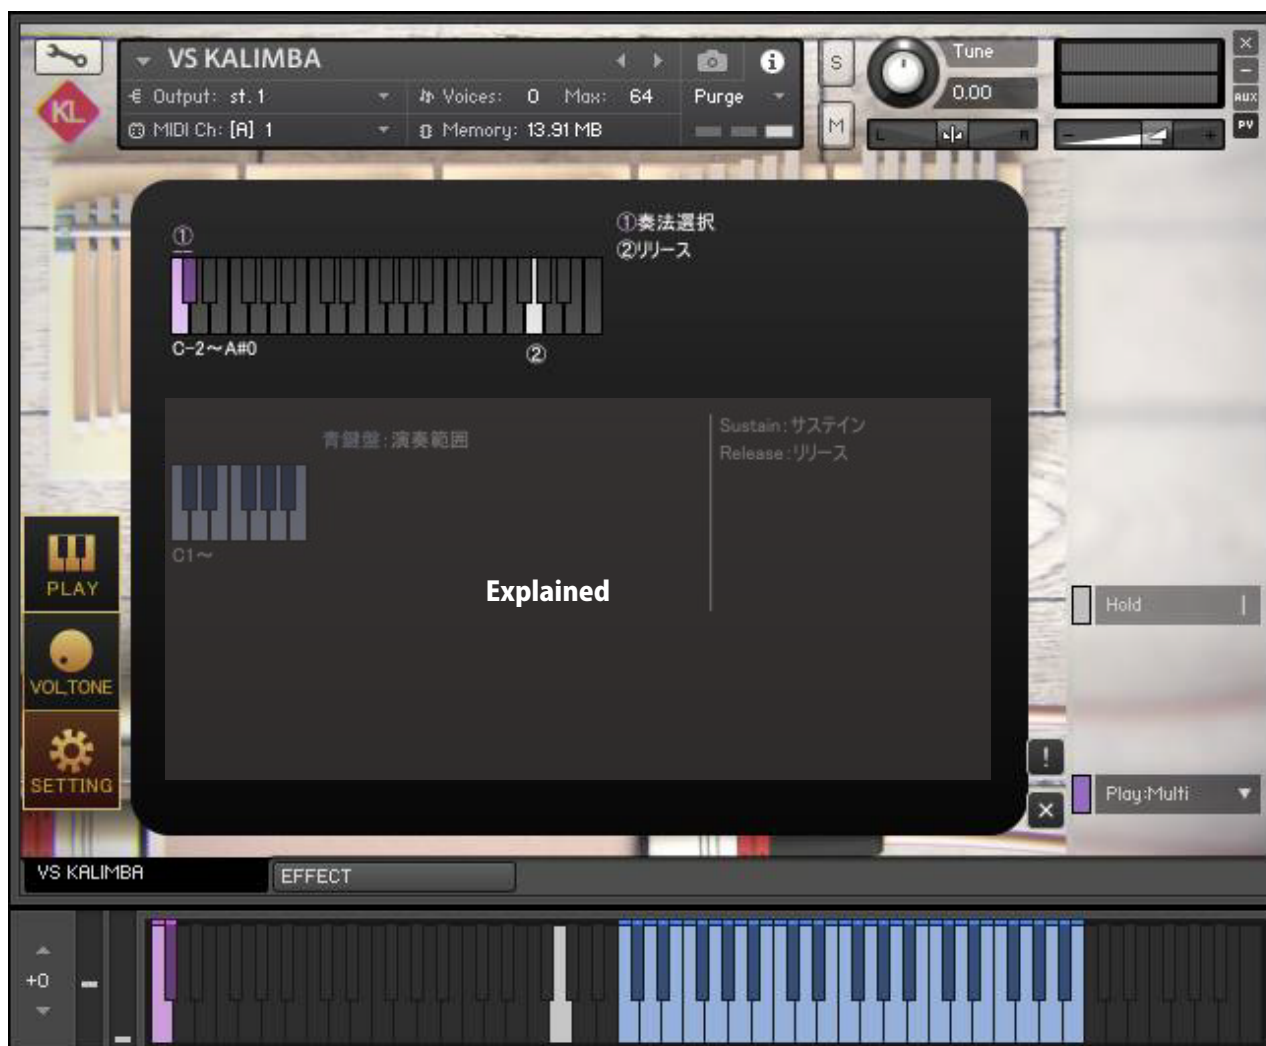 VS KALIMBA
Output: st.1
Voices: 0 Max: 64
Purge
MIDI Ch: [A] 1
Memory: 13.91 MB
KL
S
M
Tune
0.00
L
R
AUX
PV
①奏法選択
②リリース
①
C-2～A#0
②
青鍵盤:演奏範囲
Sustain:サステイン
Release:リリース
C1～
Explained
PLAY
VOL,TONE
SETTING
Hold
!
Play:Multi
VS KALIMBA
EFFECT
+0